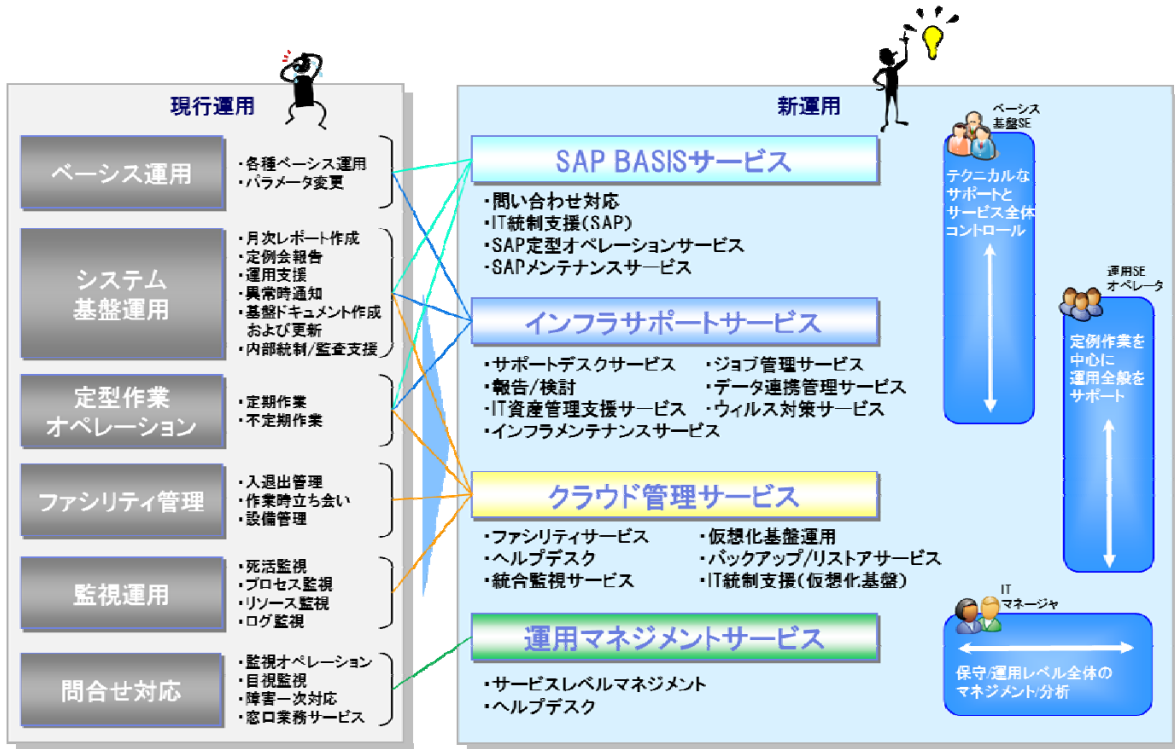 現行運用
ベーシス運用
・各種ベーシス運用
・パラメータ変更
システム
基盤運用
・月次レポート作成
・定例会報告
・運用支援
・異常時通知
・基盤ドキュメント作成
および更新
・内部統制/監査支援
定型作業
オペレーション
・定期作業
・不定期作業
ファシリティ管理
・入退出管理
・作業時立ち会い
・設備管理
監視運用
・死活監視
・プロセス監視
・リソース監視
・ログ監視
問合せ対応
・監視オペレーション
・目視監視
・障害一次対応
・窓口業務サービス
新運用
SAP BASISサービス
・問い合わせ対応
・IT統制支援(SAP)
・SAP定型オペレーションサービス
・SAPメンテナンスサービス
インフラサポートサービス
・サポートデスクサービス
・報告/検討
・IT資産管理支援サービス
・インフラメンテナンスサービス
・ジョブ管理サービス
・データ連携管理サービス
・ウィルス対策サービス
クラウド管理サービス
・ファシリティサービス
・ヘルプデスク
・統合監視サービス
・仮想化基盤運用
・バックアップ/リストアサービス
・IT統制支援(仮想化基盤)
運用マネジメントサービス
・サービスレベルマネジメント
・ヘルプデスク
ベーシス
基盤SE
テクニカルな
サポートと
サービス全体
コントロール
運用SE
オペレータ
定例作業を
中心に
運用全般を
サポート
IT
マネージャ
保守/運用レベル全体の
マネジメント/分析